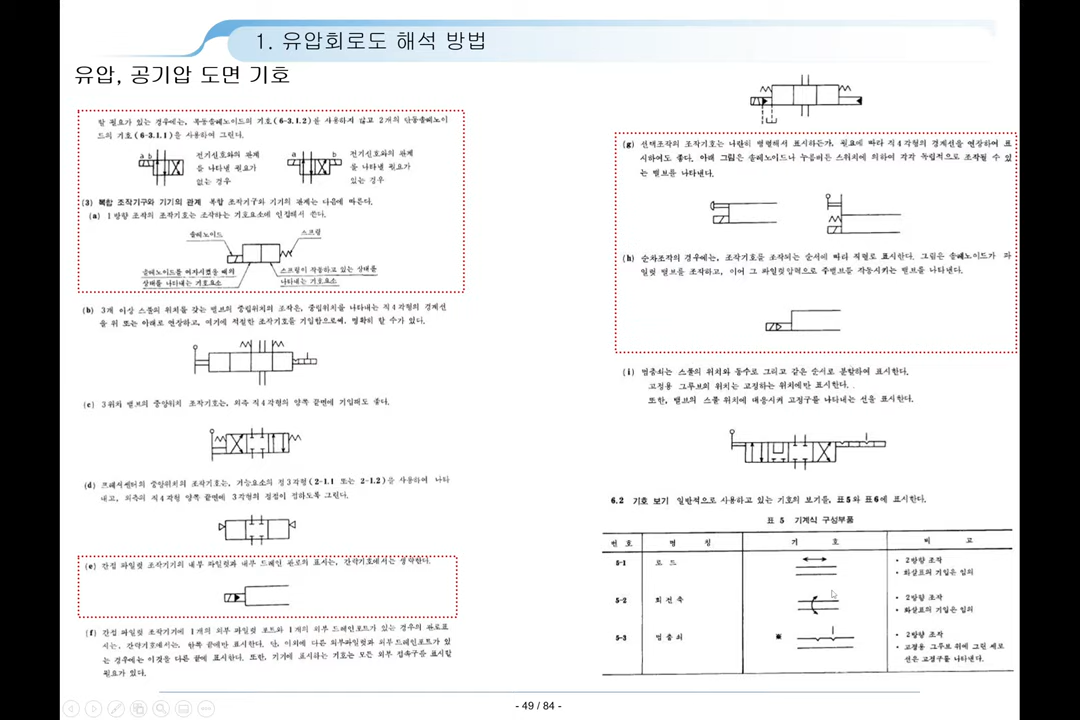 1. 유압회로도 해석 방법
유압, 공기압 도면 기호
할 필요가 있는 경우에는, 복동솔레노이드의 기호(6-3.1.2)를 사용하지 않고 2개의 단동솔레노이
드의 기호(6-3.1.1)을 사용하여 그린다.
a b
전기신호와의 관계
를 나타낼 필요가
없는 경우
a b
전기신호와의 관계
를 나타낼 필요가
있는 경우
(3) 복합 조작기구와 기기의 관계 복합 조작기구와 기기의 관계는 다음에 따른다.
(a) 1방향 조작의 조작기호는 조작하는 기호요소에 인접해서 쓴다.
솔레노이드
스프링
솔레노이드를 여자시켰을 때의
상태를 나타내는 기호요소
스프링이 작동하고 있는 상태를
나타내는 기호요소
(b) 3개 이상 스풀의 위치를 갖는 밸브의 중립위치의 조작은, 중립위치를 나타내는 직4각형의 경계선
을 위 또는 아래로 연장하고, 여기에 적절한 조작기호를 기입함으로써, 명확히 할 수가 있다.
(c) 3위치 밸브의 중앙위치 조작기호는, 외측 직4각형의 양쪽 끝면에 기입해도 좋다.
(d) 프레셔센터의 중앙위치의 조작기호는, 기능요소의 정3각형(2-1.1 또는 2-1.2)를 사용하여 나타
내고, 외측의 직4각형 양쪽 끝면에 3각형의 정점이 접하도록 그린다.
(e) 간접 파일럿 조작기기의 내부 파일럿과 내부 드레인 관로의 표시는, 간략기호에서는 생략한다.
(f) 간접 파일럿 조작기기에 1개의 외부 파일럿 포트와 1개의 외부 드레인포트가 있는 경우의 관로표
시는, 간략기호에서는, 한쪽 끝에만 표시한다. 단, 이외에 다른 외부파일럿과 외부드레인포트가 있
는 경우에는 이것을 다른 끝에 표시한다. 또한, 기기에 표시하는 기호는 모든 외부 접속구를 표시할
필요가 있다.
(g) 선택조작의 조작기호는 나란히 병렬해서 표시하든가, 필요에 따라 직4각형의 경계선을 연장하여 표
시하여도 좋다. 아래 그림은 솔레노이드나 누름버튼 스위치에 의하여 각각 독립적으로 조작될 수 있
는 밸브를 나타낸다.
(h) 순차조작의 경우에는, 조작기호를 조작되는 순서에 따라 직렬로 표시한다. 그림은 솔레노이드가 파
일럿 밸브를 조작하고, 이어 그 파일럿압력으로 주밸브를 작동시키는 밸브를 나타낸다.
(i) 멈춤쇠는 스풀의 위치와 동수로 그리고 같은 순서로 분할하여 표시한다.
고정용 그루브의 위치는 고정하는 위치에만 표시한다.
또한, 밸브의 스풀 위치에 대응시켜 고정구를 나타내는 선을 표시한다.
6.2 기호 보기 일반적으로 사용하고 있는 기호의 보기를, 표5와 표6에 표시한다.
표 5 기계식 구성부품
번 호 명 칭 기 호 비 고
5-1 로 드 • 2방향 조작
• 화살표의 기입은 임의
5-2 회전축 • 2방향 조작
• 화살표의 기입은 임의
5-3 멈춤쇠 ※ • 2방향 조작
• 고정용 그루브 위에 그린 세로
선은 고정구를 나타낸다.
- 49 / 84 -